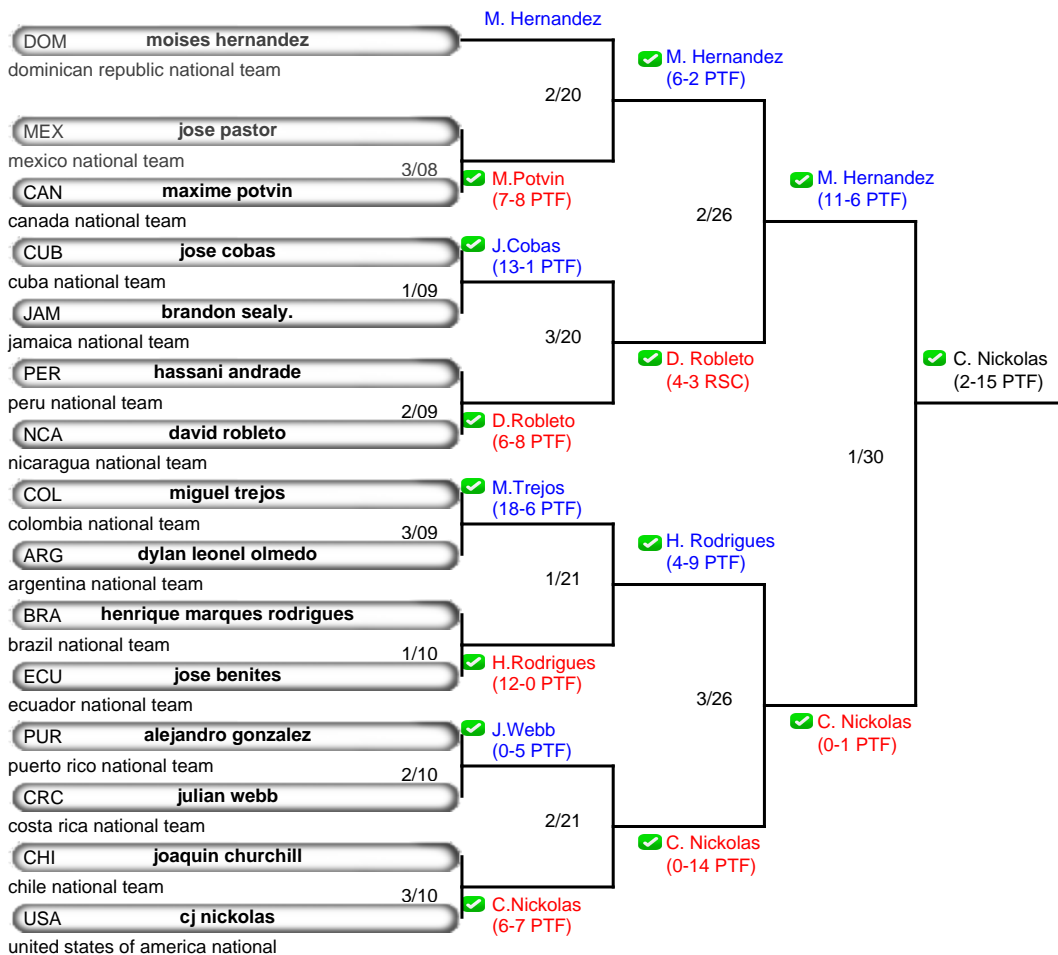 M. Hernandez
DOM moises hernandez
dominican republic national team
M. Hernandez
(6-2 PTF)
2/20
MEX jose pastor
mexico national team
3/08
CAN maxime potvin
canada national team
M.Potvin
(7-8 PTF)
M. Hernandez
(11-6 PTF)
2/26
CUB jose cobas
cuba national team
J.Cobas
(13-1 PTF)
1/09
JAM brandon sealy.
jamaica national team
3/20
D. Robleto
(4-3 RSC)
C. Nickolas
(2-15 PTF)
PER hassani andrade
peru national team
2/09
NCA david robleto
nicaragua national team
D.Robleto
(6-8 PTF)
1/30
COL miguel trejos
colombia national team
M.Trejos
(18-6 PTF)
3/09
ARG dylan leonel olmedo
argentina national team
H. Rodrigues
(4-9 PTF)
1/21
BRA henrique marques rodrigues
brazil national team
1/10
ECU jose benites
ecuador national team
H.Rodrigues
(12-0 PTF)
3/26
C. Nickolas
(0-1 PTF)
PUR alejandro gonzalez
puerto rico national team
J.Webb
(0-5 PTF)
2/10
CRC julian webb
costa rica national team
2/21
C. Nickolas
(0-14 PTF)
CHI joaquin churchill
chile national team
3/10
USA cj nickolas
united states of america national
C.Nickolas
(6-7 PTF)